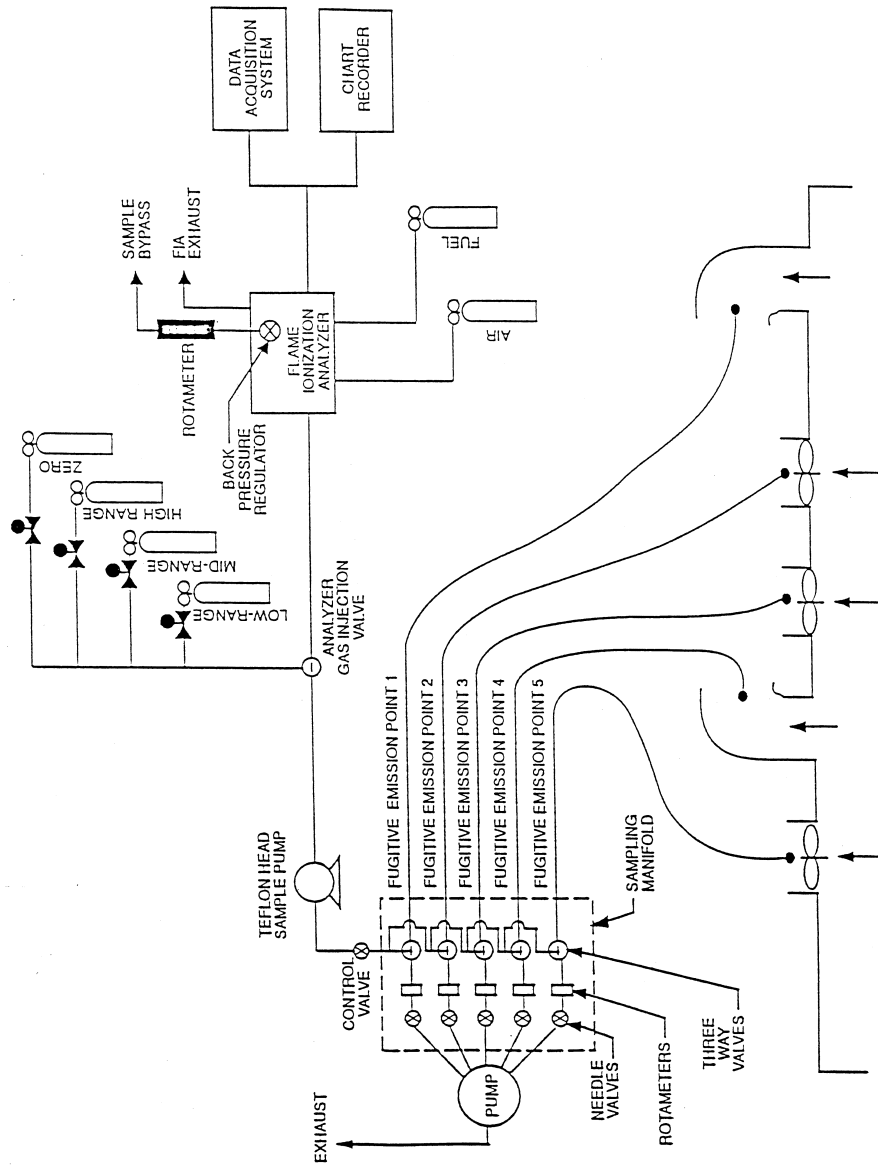 DATA
ACQUISITION
SYSTEM
CHART
RECORDER
SAMPLE
BYPASS
FIA
EXHAUST
ROTAMETER
FLAME
IONIZATION
ANALYZER
BACK
PRESSURE
REGULATOR
FUEL
AIR
ZERO
HIGH RANGE
MID-RANGE
LOW-RANGE
ANALYZER
GAS INJECTION
VALVE
TEFLON HEAD
SAMPLE PUMP
CONTROL
VALVE
FUGITIVE EMISSION POINT 1
FUGITIVE EMISSION POINT 2
FUGITIVE EMISSION POINT 3
FUGITIVE EMISSION POINT 4
FUGITIVE EMISSION POINT 5
SAMPLING
MANIFOLD
THREE
WAY
VALVES
ROTAMETERS
NEEDLE
VALVES
PUMP
EXHAUST